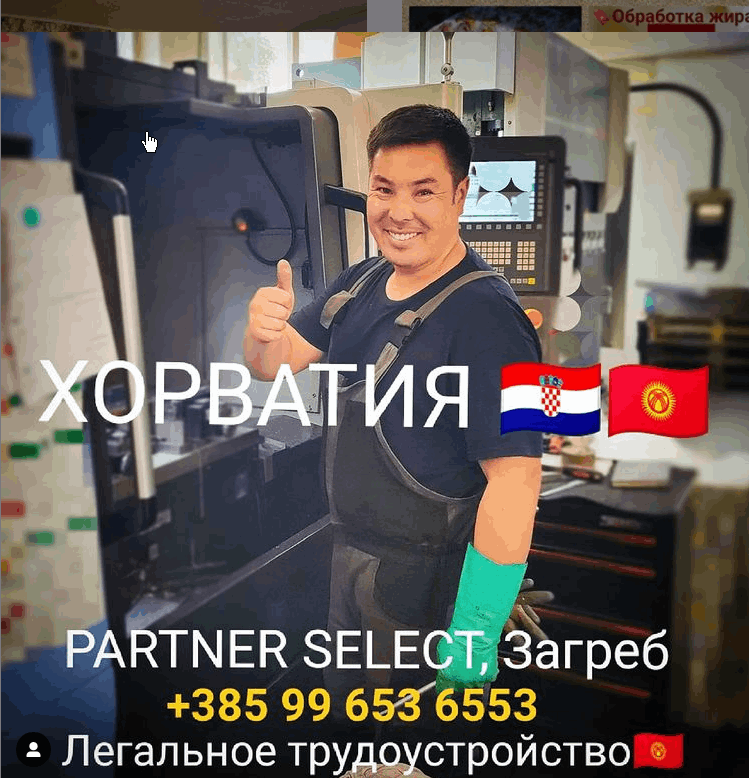 Обработка жира
ХОРВАТИЯ
PARTNER SELECT, Загреб
+385 99 653 6553
Легальное трудоустройство